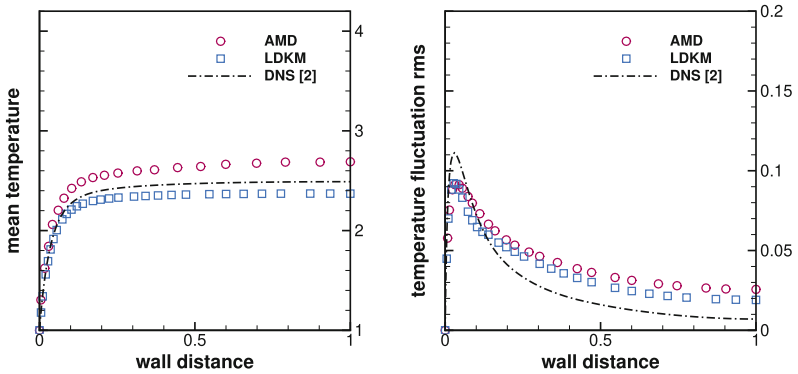 mean temperature
AMD
LDKM
DNS [2]
4
3
2
1
0
0.5
1
wall distance
temperature fluctuation rms
AMD
LDKM
DNS [2]
0.2
0.15
0.1
0.05
0
0
0.5
1
wall distance